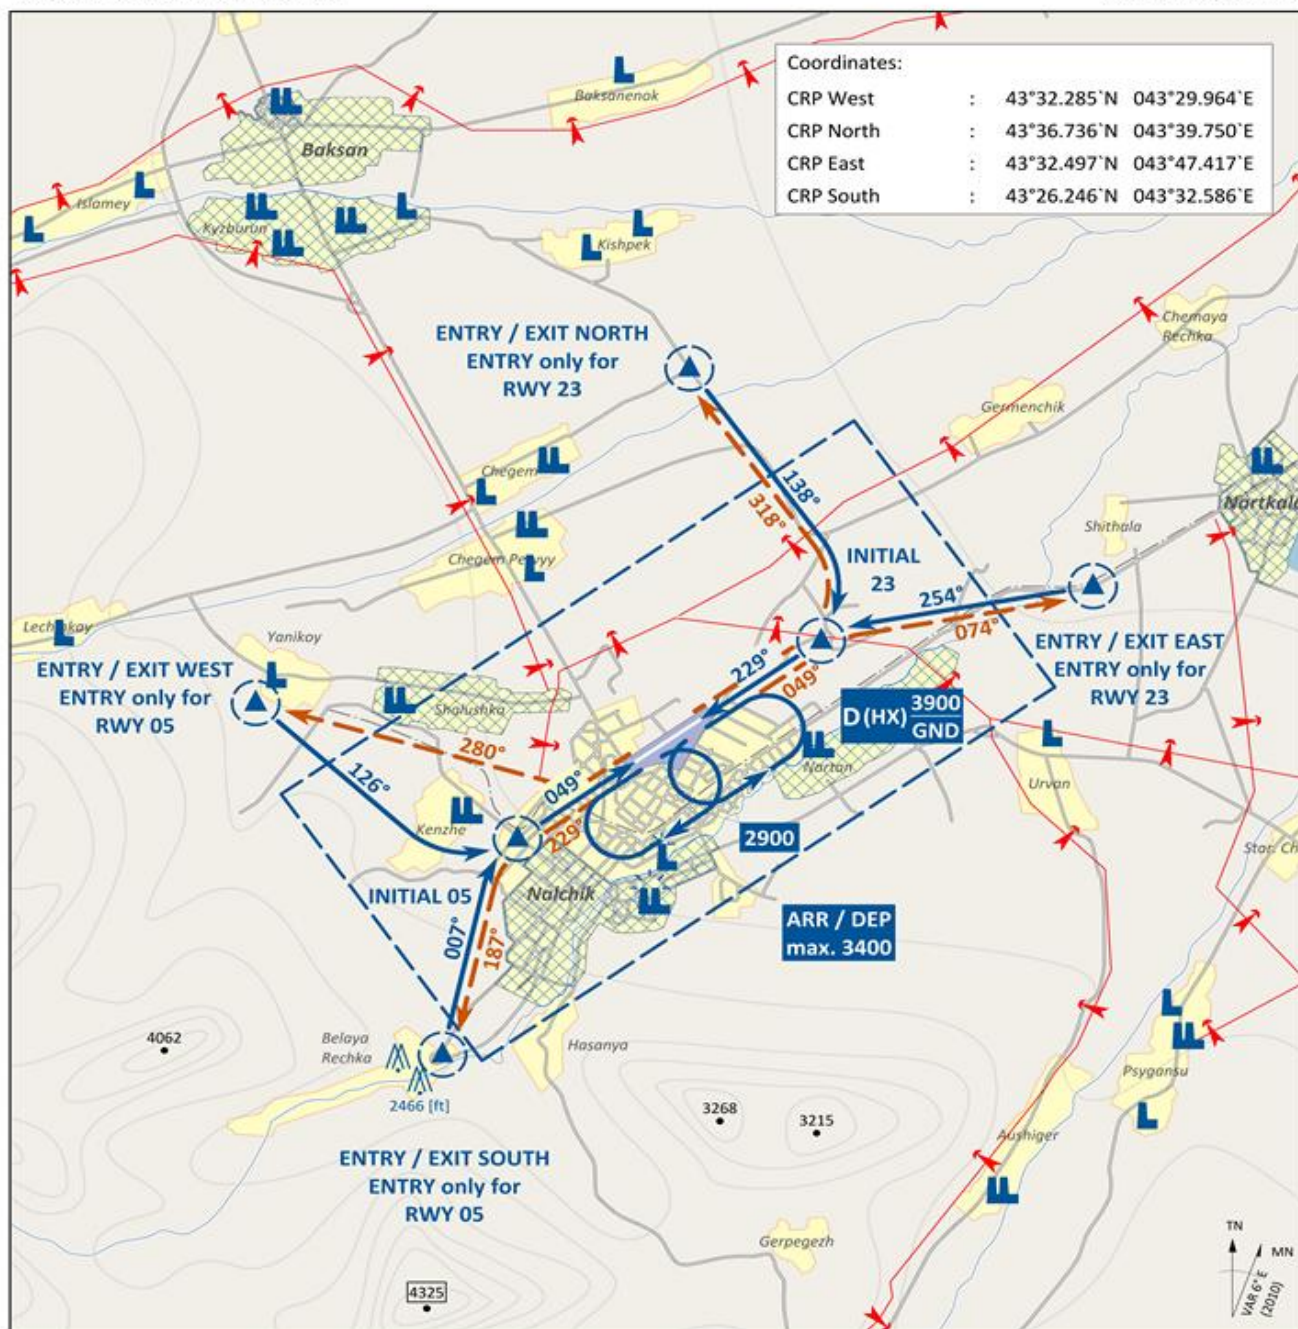 Coordinates:
CRP West : 43°32.285`N 043°29.964`E
CRP North : 43°36.736`N 043°39.750`E
CRP East : 43°32.497`N 043°47.417`E
CRP South : 43°26.246`N 043°32.586`E
Baksanenok
Baksan
Islamey
Kyzburun
Kishpek
ENTRY / EXIT NORTH
ENTRY only for
RWY 23
Chemaya
Rechka
Germenchik
Chegem
138°
318°
Nartkala
Shithala
Chegem Pervyy
INITIAL
23
254°
074°
Lechinkay
Yanikoy
ENTRY / EXIT WEST
ENTRY only for
RWY 05
ENTRY / EXIT EAST
ENTRY only for
RWY 23
229°
049°
Shalushka
D (HX) 3900
GND
280°
Nartan
126°
049°
229°
Urvan
Kenzhe
2900
Star. Ch
INITIAL 05
Nalchik
007°
187°
ARR / DEP
max. 3400
4062
Belaya
Rechka
Hasanya
2466 [ft]
Psygansu
3268
3215
Aushiger
ENTRY / EXIT SOUTH
ENTRY only for
RWY 05
Gerpegezh
4325
TN
MN
VAR 6° E
(2010)